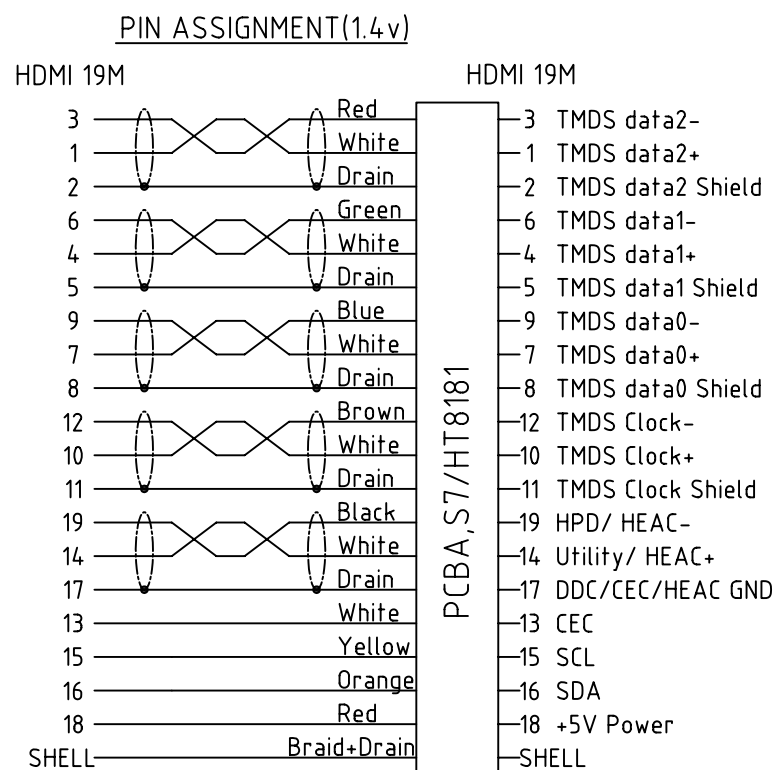 PIN ASSIGNMENT(1.4v)
HDMI 19M HDMI 19M
3 Red 3 TMDS data2-
1 White 1 TMDS data2+
2 Drain 2 TMDS data2 Shield
6 Green 6 TMDS data1-
4 White 4 TMDS data1+
5 Drain 5 TMDS data1 Shield
9 Blue 9 TMDS data0-
7 White 7 TMDS data0+
8 Drain 8 TMDS data0 Shield
12 Brown 12 TMDS Clock-
10 White 10 TMDS Clock+
11 Drain 11 TMDS Clock Shield
19 Black 19 HPD/ HEAC-
14 White 14 Utility/ HEAC+
17 Drain 17 DDC/CEC/HEAC GND
13 White 13 CEC
15 Yellow 15 SCL
16 Orange 16 SDA
18 Red 18 +5V Power
SHELL Braid+Drain SHELL
PCBA,S7/HT8181